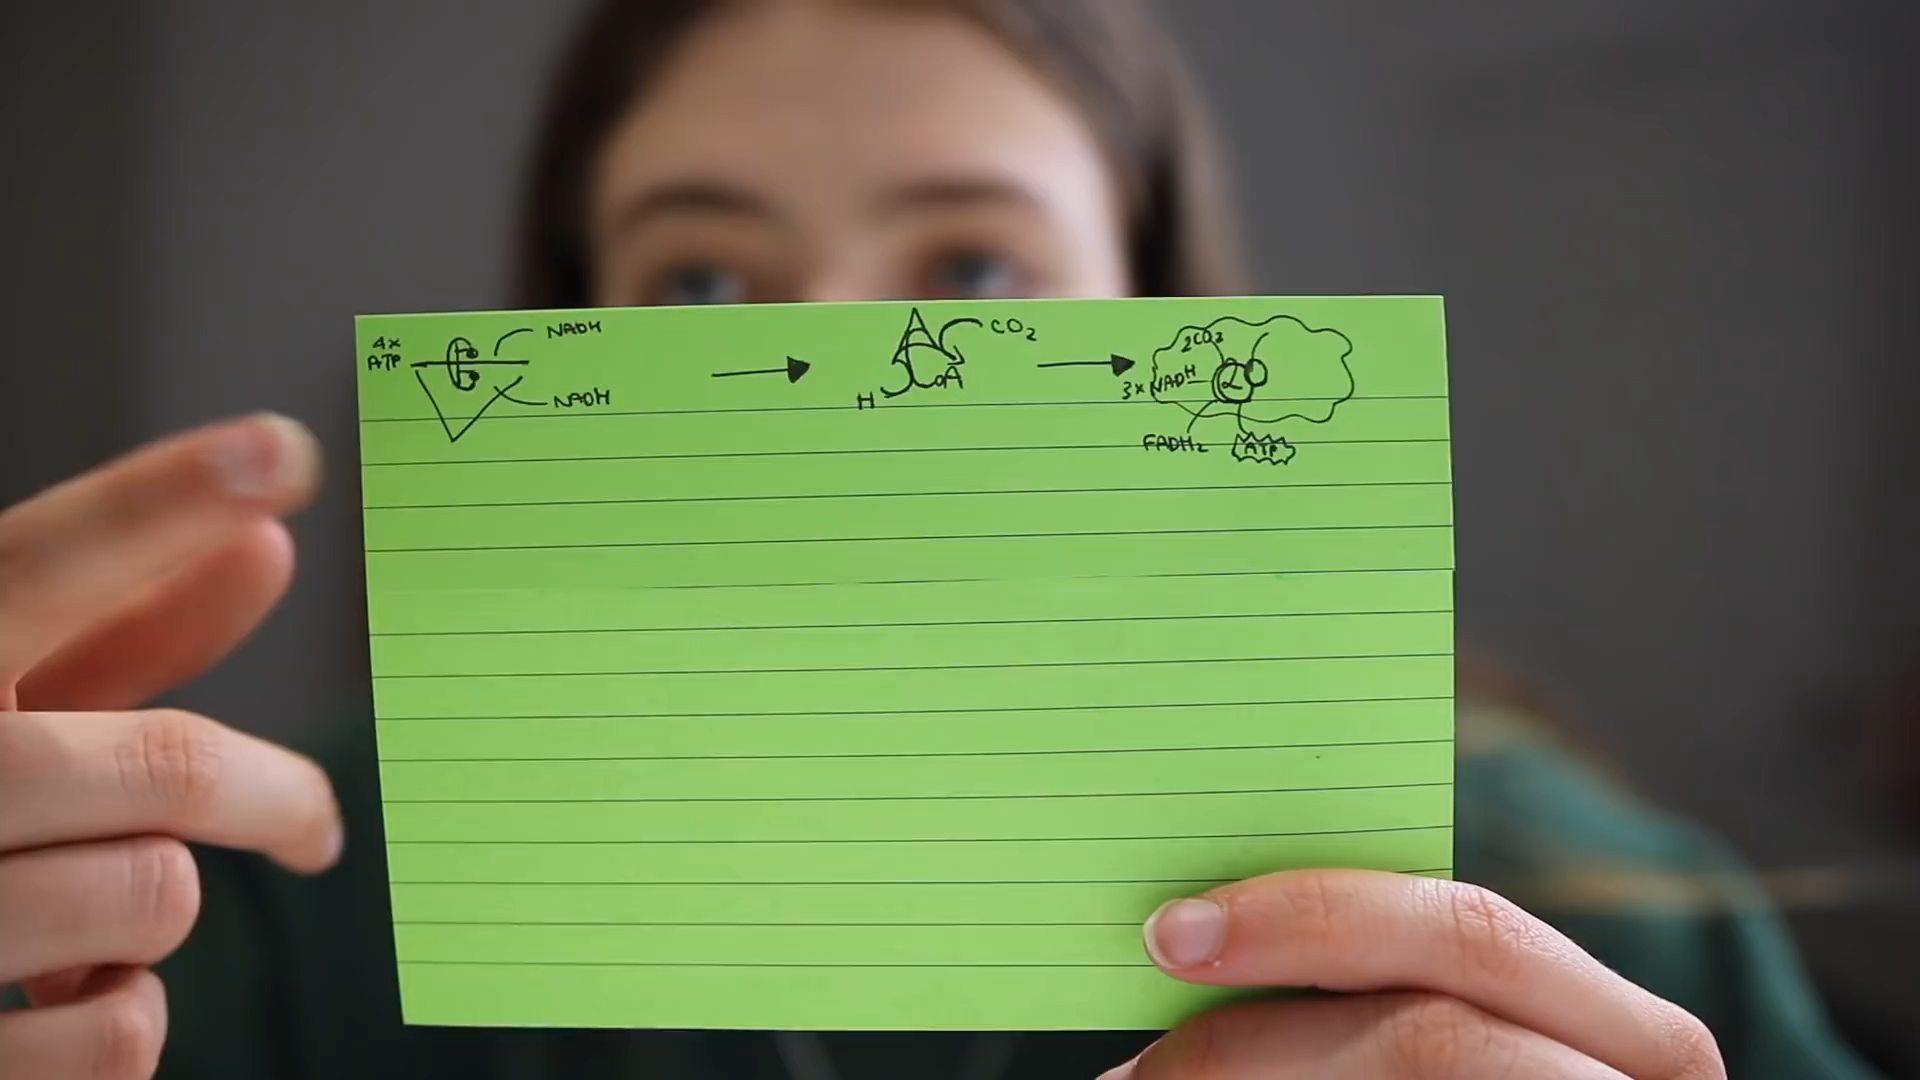 4x
ATP
NADH
NADH
CO₂
CoA
H
2CO₂
3x NADH
FADH₂
ATP